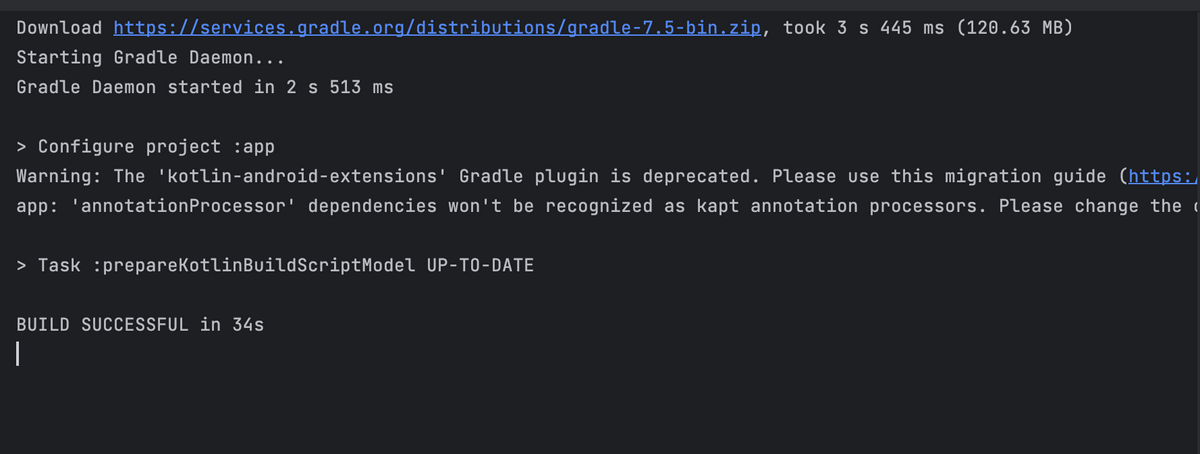 Download https://services.gradle.org/distributions/gradle-7.5-bin.zip, took 3 s 445 ms (120.63 MB)
Starting Gradle Daemon...
Gradle Daemon started in 2 s 513 ms
> Configure project :app
Warning: The 'kotlin-android-extensions' Gradle plugin is deprecated. Please use this migration guide (https:
app: 'annotationProcessor' dependencies won't be recognized as kapt annotation processors. Please change the
> Task :prepareKotlinBuildScriptModel UP-TO-DATE
BUILD SUCCESSFUL in 34s